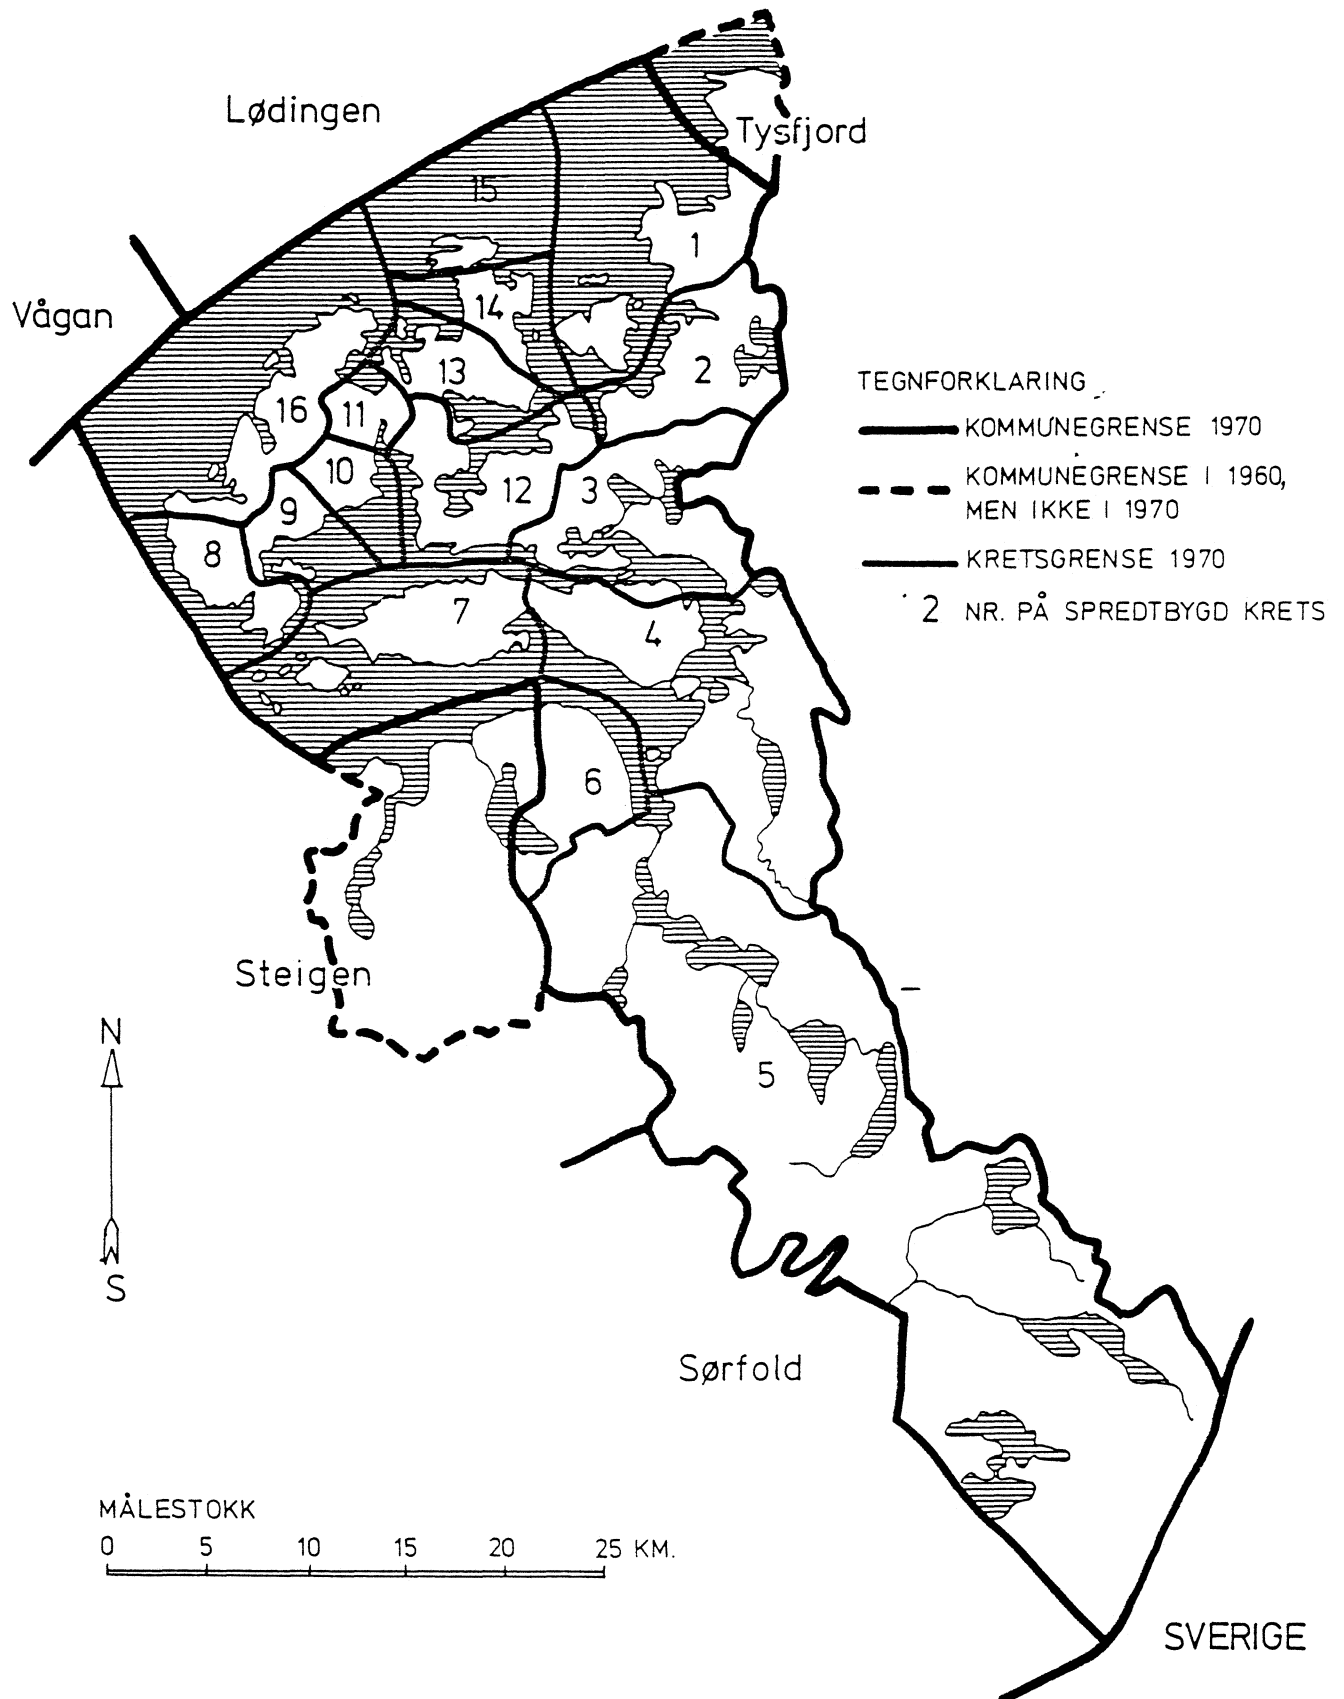 Lødingen
Tysfjord
15
1
Vågan
14
2
13
16
11
10
12
3
9
8
7
4
6
TEGNFORKLARING
KOMMUNEGRENSE 1970
KOMMUNEGRENSE I 1960,
MEN IKKE I 1970
KRETSGRENSE 1970
2 NR. PÅ SPREDTBYGD KRETS
Steigen
N
5
S
Sørfold
MÅLESTOKK
0 5 10 15 20 25 KM.
SVERIGE